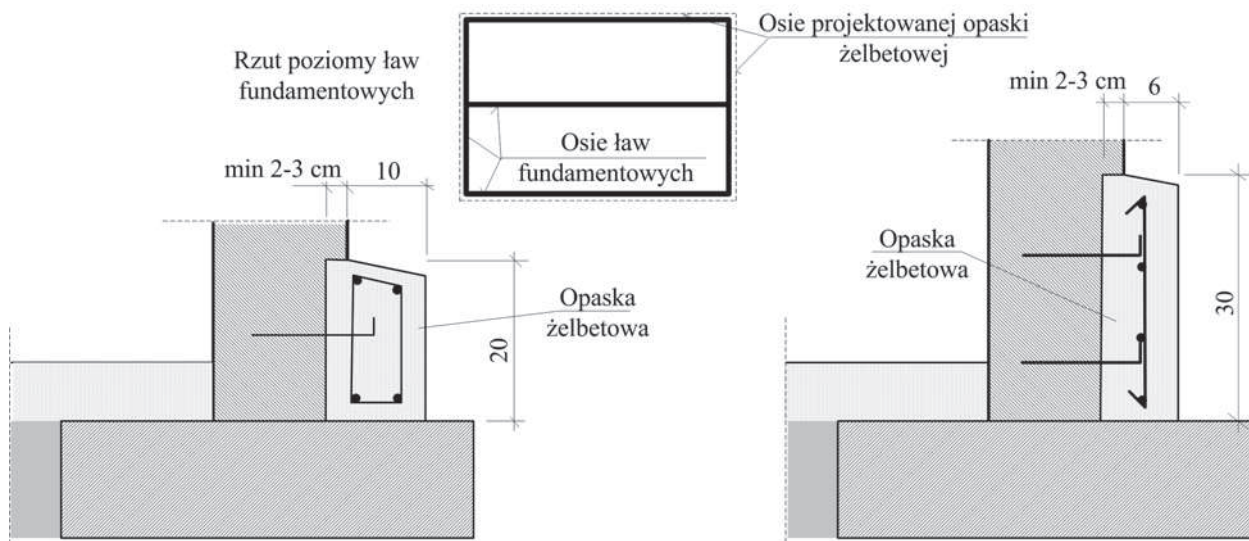 Rzut poziomy ław
fundamentowych
Osie projektowanej opaski
żelbetowej
Osie ław
fundamentowych
min 2-3 cm
10
Opaska
żelbetowa
20
min 2-3 cm
6
Opaska
żelbetowa
30